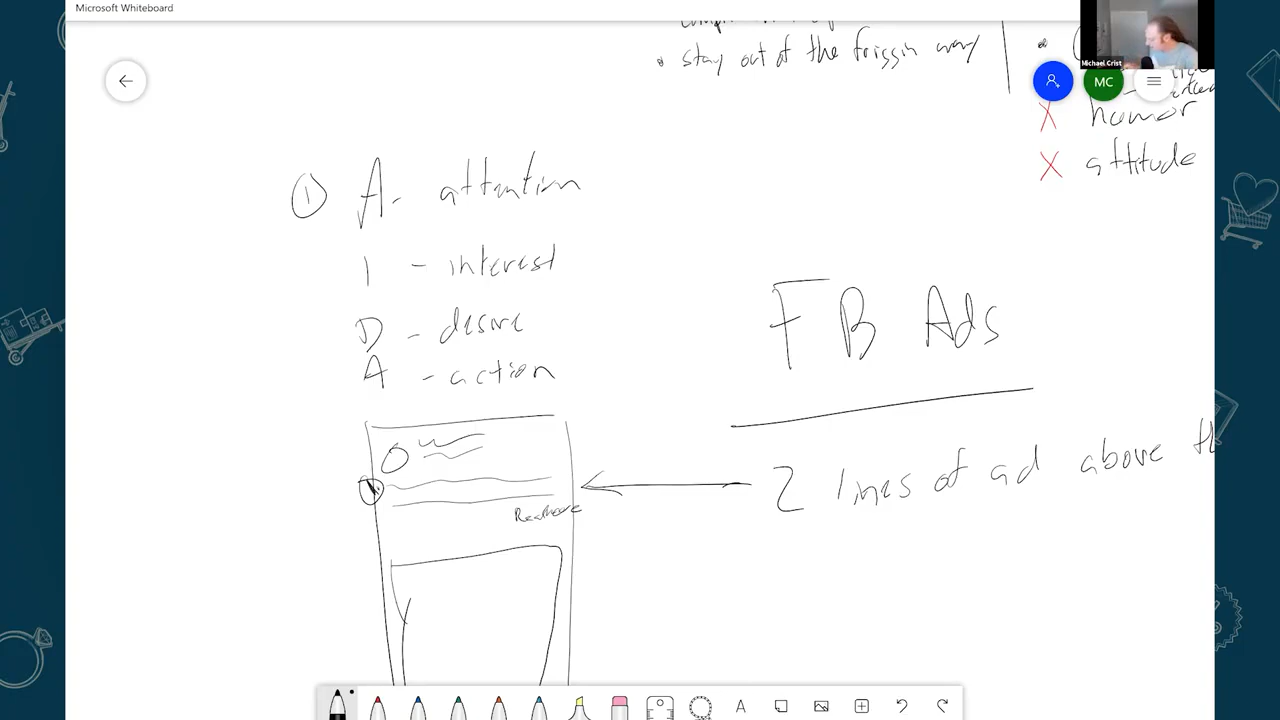 Microsoft Whiteboard
• stay out of the friggin way
Michael Crist
MC
X humor
X attitude
① A - attention
I - interest
D - desire
A - action
FB Ads
2 lines of ad above th
Readmore
A